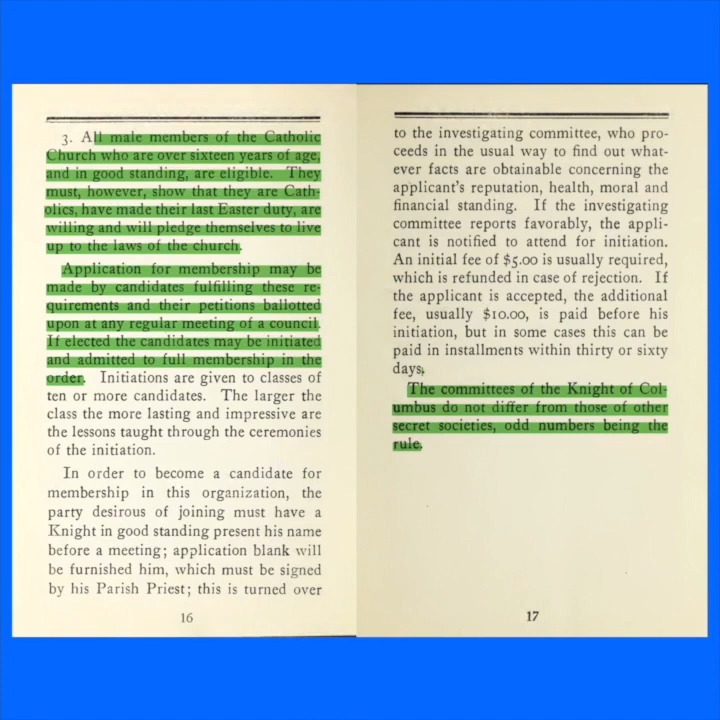 3. All male members of the Catholic
Church who are over sixteen years of age,
and in good standing, are eligible. They
must, however, show that they are Cath-
olics, have made their last Easter duty, are
willing and will pledge themselves to live
up to the laws of the church.
Application for membership may be
made by candidates fulfilling these re-
quirements and their petitions ballotted
upon at any regular meeting of a council.
If elected the candidates may be initiated
and admitted to full membership in the
order. Initiations are given to classes of
ten or more candidates. The larger the
class the more lasting and impressive are
the lessons taught through the ceremonies
of the initiation.
In order to become a candidate for
membership in this organization, the
party desirous of joining must have a
Knight in good standing present his name
before a meeting; application blank will
be furnished him, which must be signed
by his Parish Priest; this is turned over
16
to the investigating committee, who pro-
ceeds in the usual way to find out what-
ever facts are obtainable concerning the
applicant's reputation, health, moral and
financial standing. If the investigating
committee reports favorably, the appli-
cant is notified to attend for initiation.
An initial fee of $5.00 is usually required,
which is refunded in case of rejection. If
the applicant is accepted, the additional
fee, usually $10.00, is paid before his
initiation, but in some cases this can be
paid in installments within thirty or sixty
days.
The committees of the Knight of Col-
umbus do not differ from those of other
secret societies, odd numbers being the
rule.
17